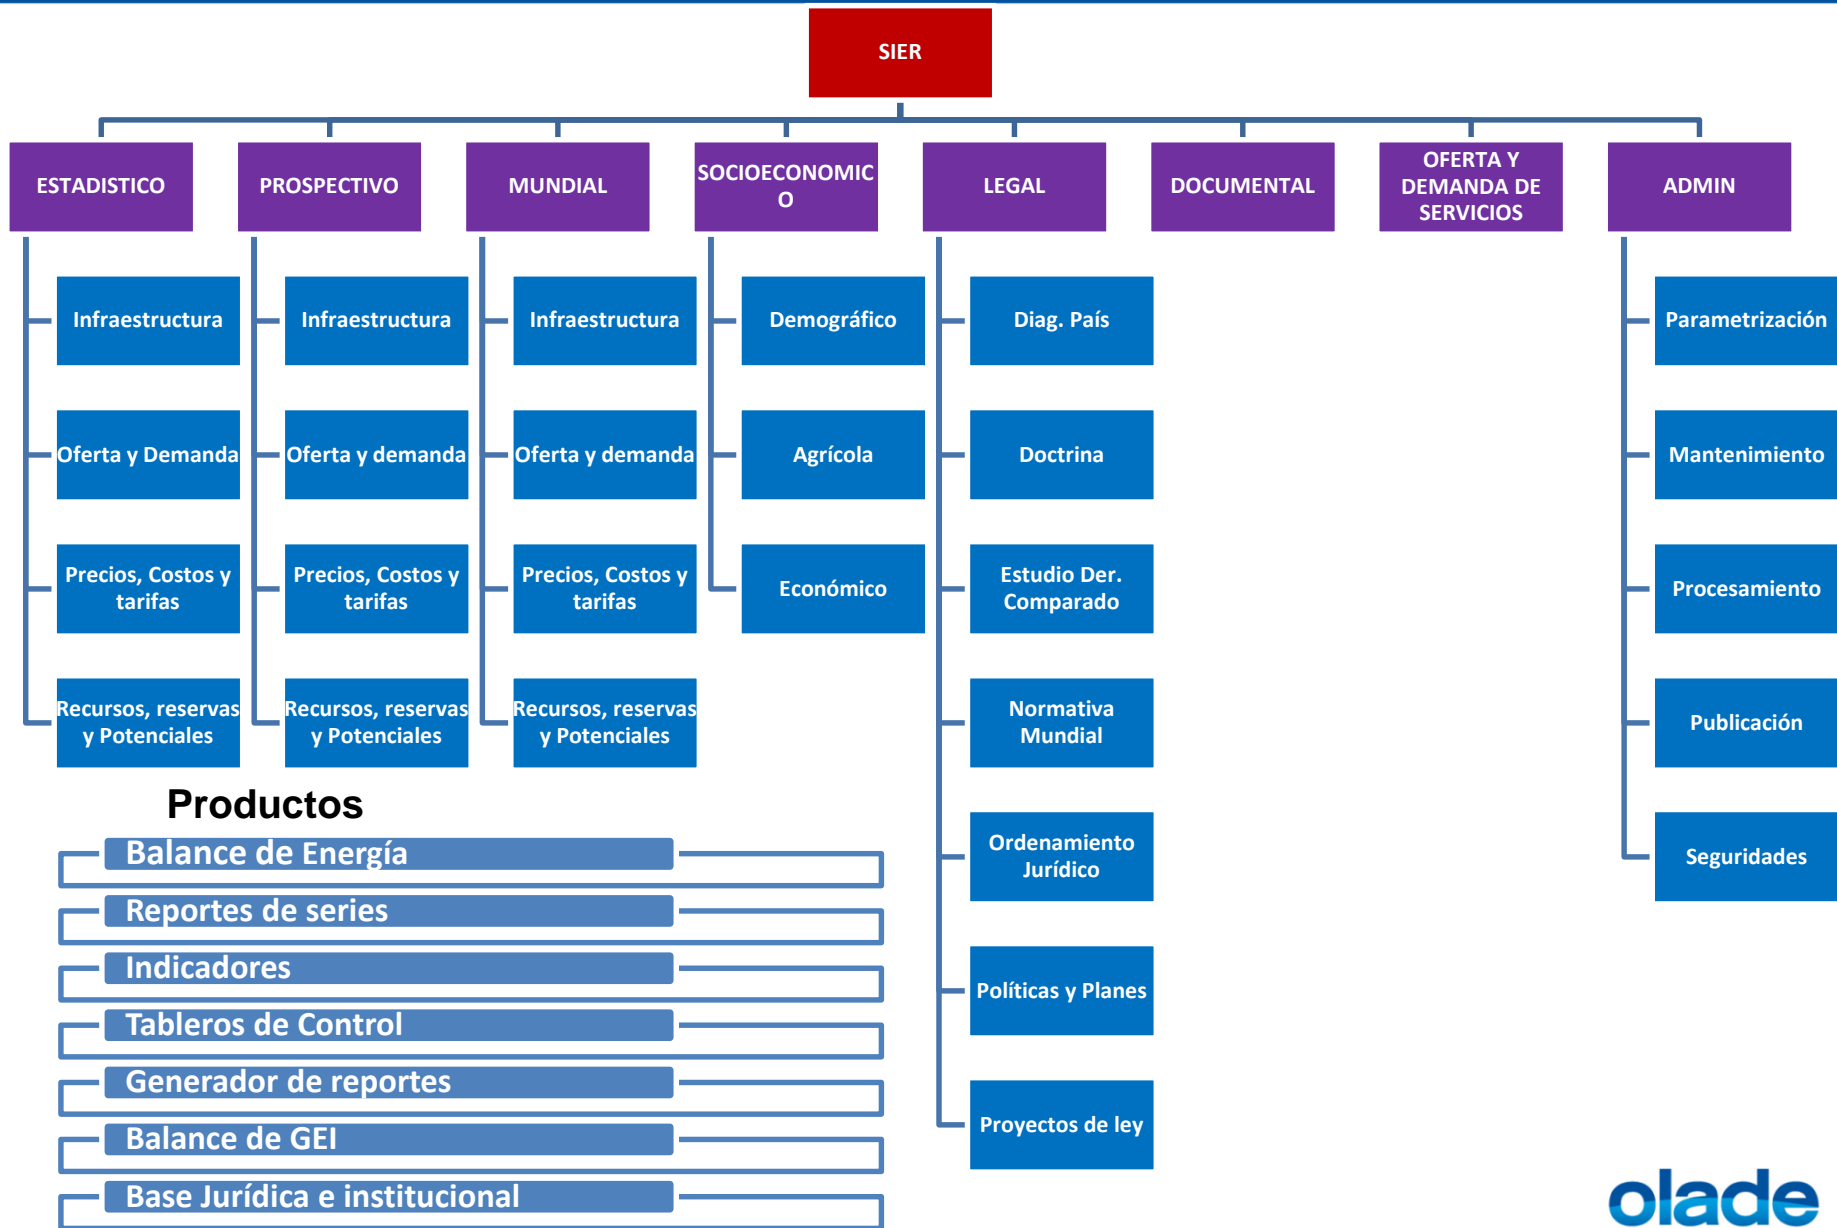 SIER
ESTADISTICO
PROSPECTIVO
MUNDIAL
SOCIOECONOMIC
O
LEGAL
DOCUMENTAL
OFERTA Y
DEMANDA DE
SERVICIOS
ADMIN
Infraestructura
Oferta y Demanda
Precios, Costos y
tarifas
Recursos, reservas
y Potenciales
Infraestructura
Oferta y demanda
Precios, Costos y
tarifas
Recursos, reservas
y Potenciales
Infraestructura
Oferta y demanda
Precios, Costos y
tarifas
Recursos, reservas
y Potenciales
Demográfico
Agrícola
Económico
Diag. País
Doctrina
Estudio Der.
Comparado
Normativa
Mundial
Ordenamiento
Jurídico
Políticas y Planes
Proyectos de ley
Parametrización
Mantenimiento
Procesamiento
Publicación
Seguridades
Productos
Balance de Energía
Reportes de series
Indicadores
Tableros de Control
Generador de reportes
Balance de GEI
Base Jurídica e institucional
olade